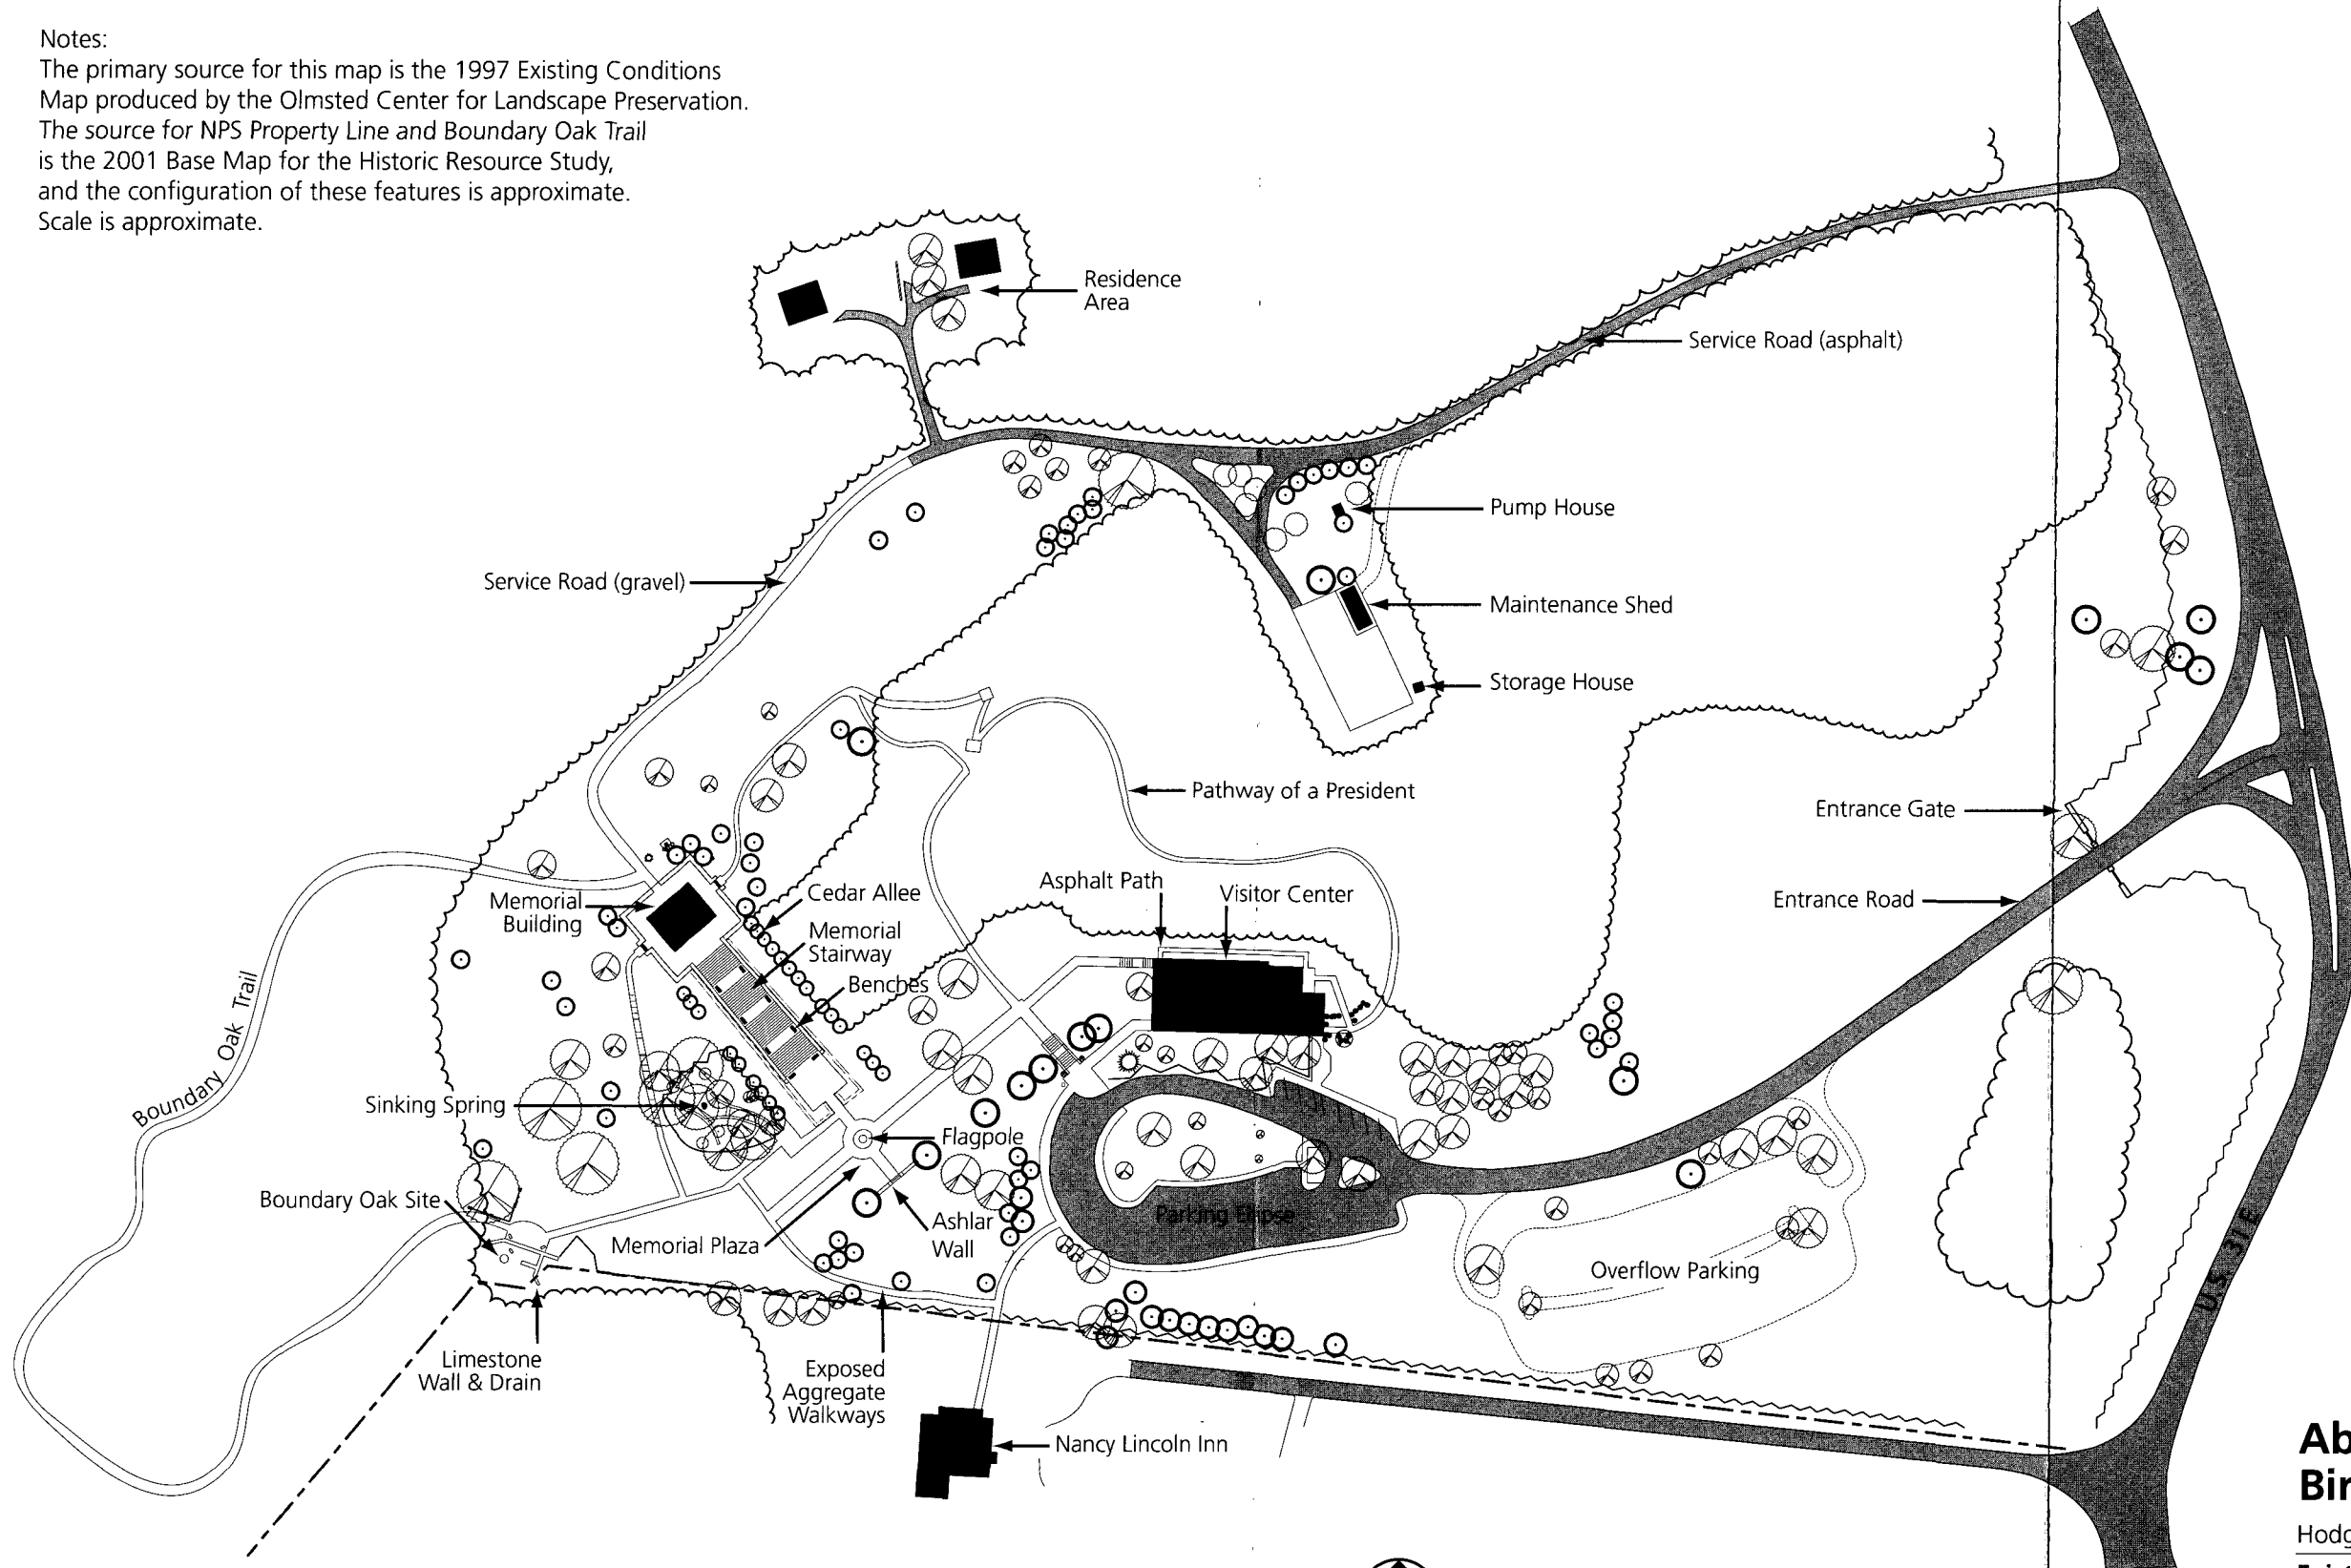 Notes:
The primary source for this map is the 1997 Existing Conditions
Map produced by the Olmsted Center for Landscape Preservation.
The source for NPS Property Line and Boundary Oak Trail
is the 2001 Base Map for the Historic Resource Study,
and the configuration of these features is approximate.
Scale is approximate.
Residence
Area
Service Road (asphalt)
Pump House
Service Road (gravel)
Maintenance Shed
Storage House
Pathway of a President
Entrance Gate
Asphalt Path
Visitor Center
Cedar Allee
Memorial
Building
Entrance Road
Memorial
Stairway
Benches
Boundary Oak Trail
Sinking Spring
Flagpole
Boundary Oak Site
Parking Elipse
Ashlar
Wall
Memorial Plaza
Overflow Parking
U.S. 31 E
Limestone
Wall & Drain
Exposed
Aggregate
Walkways
Nancy Lincoln Inn
Ab
Bir
Hodg